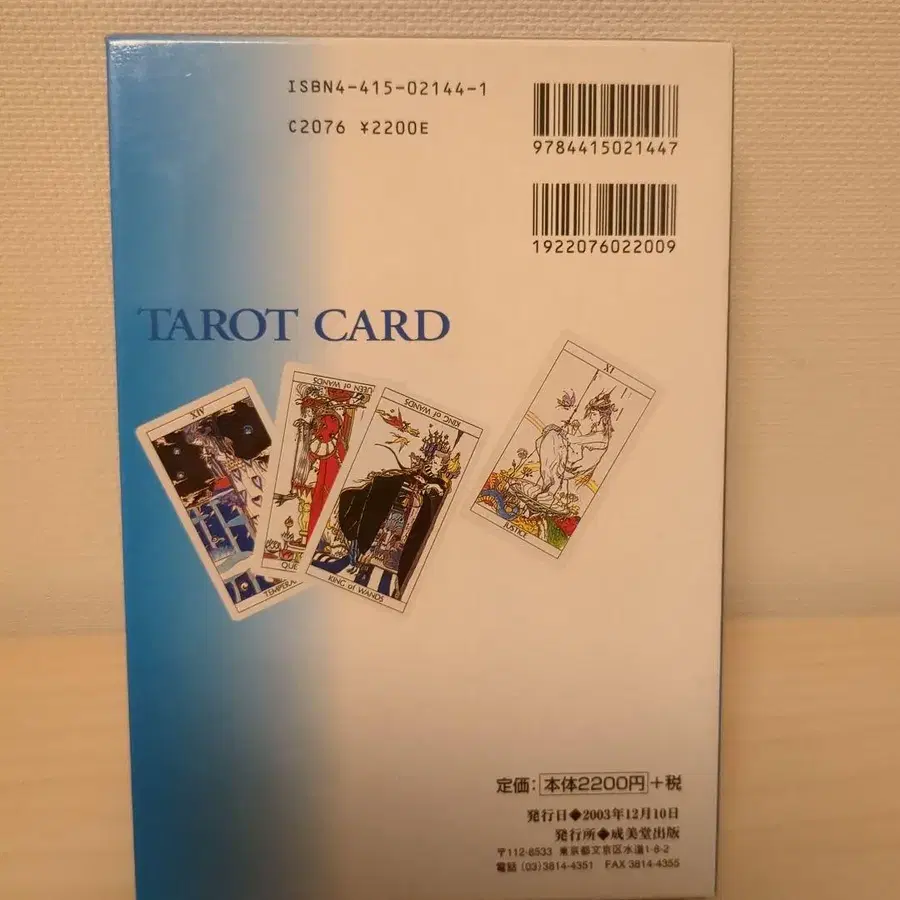 ISBN4-415-02144-1
C2076 ¥2200E
9784415021447
1922076022009
TAROT CARD
XIV
TEMPERA
QUEEN of WANDS
QUE
KING of WANDS
KING of WANDS
XI
JUSTICE
定価：本体2200円＋税
発行日◆2003年12月10日
発行所◆成美堂出版
〒112-8533 東京都文京区水道1-8-2
電話(03)3814-4351 FAX 3814-4355